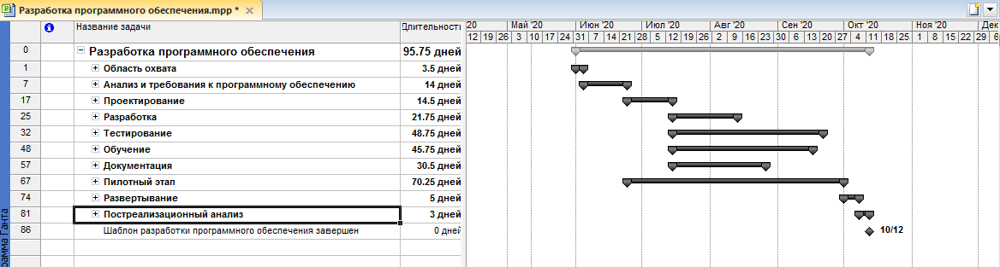 Разработка программного обеспечения.mpp *
Название задачи Длительность
20 Май '20 Июн '20 Июл '20 Авг '20 Сен '20 Окт '20 Ноя '20 Дек
12 19 26 3 10 17 24 31 7 14 21 28 5 12 19 26 2 9 16 23 30 6 13 20 27 4 11 18 25 1 8 15 22 29 6
0 Разработка программного обеспечения 95.75 дней
1 Область охвата 3.5 дней
7 Анализ и требования к программному обеспечению 14 дней
17 Проектирование 14.5 дней
25 Разработка 21.75 дней
32 Тестирование 48.75 дней
48 Обучение 45.75 дней
57 Документация 30.5 дней
67 Пилотный этап 70.25 дней
74 Развертывание 5 дней
81 Постреализационный анализ 3 дней
86 Шаблон разработки программного обеспечения завершен 0 дней 10/12
рамма Ганта